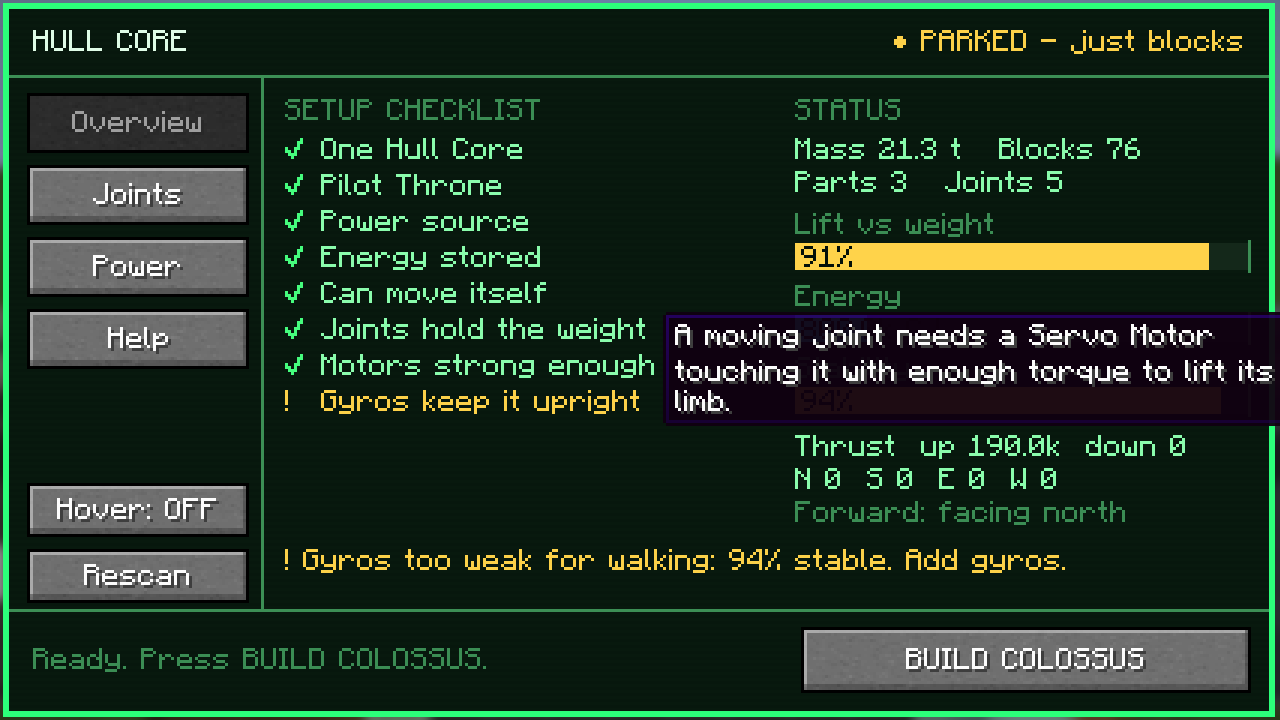 HULL CORE
● PARKED – just blocks
Overview
Joints
Power
Help
Hover: OFF
Rescan
SETUP CHECKLIST
✓ One Hull Core
✓ Pilot Throne
✓ Power source
✓ Energy stored
✓ Can move itself
✓ Joints hold the weight
✓ Motors strong enough
! Gyros keep it upright
STATUS
Mass 21.3 t Blocks 76
Parts 3 Joints 5
Lift vs weight
91%
Energy
A moving joint needs a Servo Motor
touching it with enough torque to lift its
limb.
94%
Thrust up 190.0k down 0
N 0 S 0 E 0 W 0
Forward: facing north
! Gyros too weak for walking: 94% stable. Add gyros.
Ready. Press BUILD COLOSSUS.
BUILD COLOSSUS